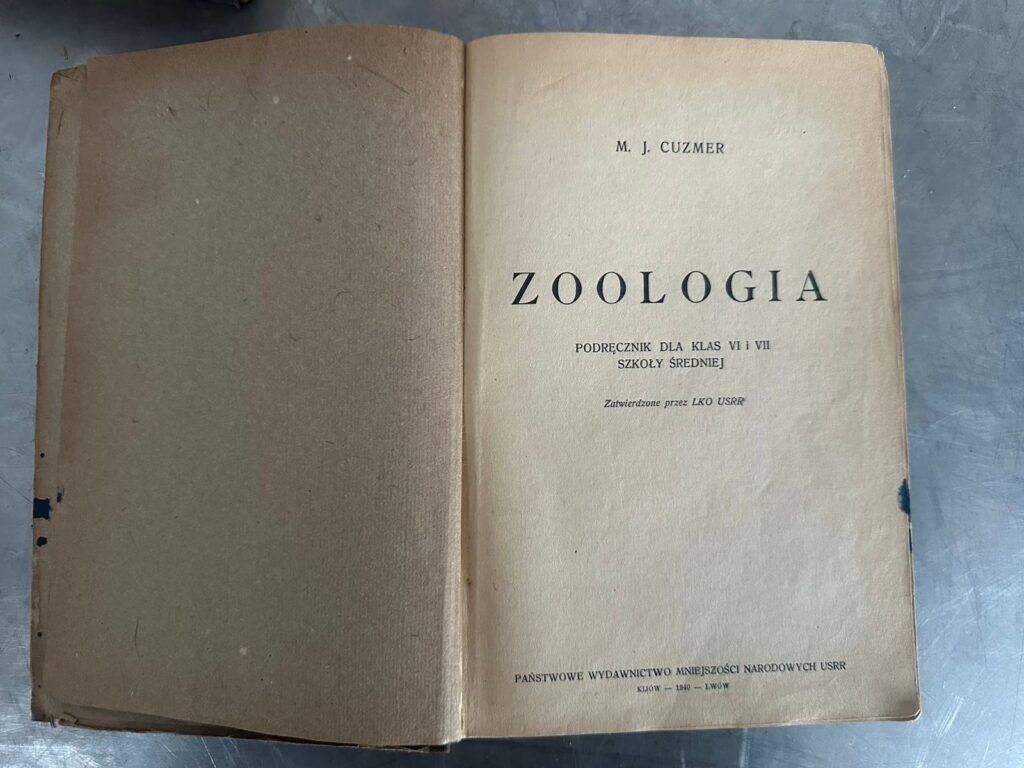 M. J. CUZMER
ZOOLOGIA
PODRĘCZNIK DLA KLAS VI i VII
SZKOŁY ŚREDNIEJ
Zatwierdzone przez LKO USRR
PAŃSTWOWE WYDAWNICTWO MNIEJSZOŚCI NARODOWYCH USRR
KIJÓW — 1940 — LWÓW